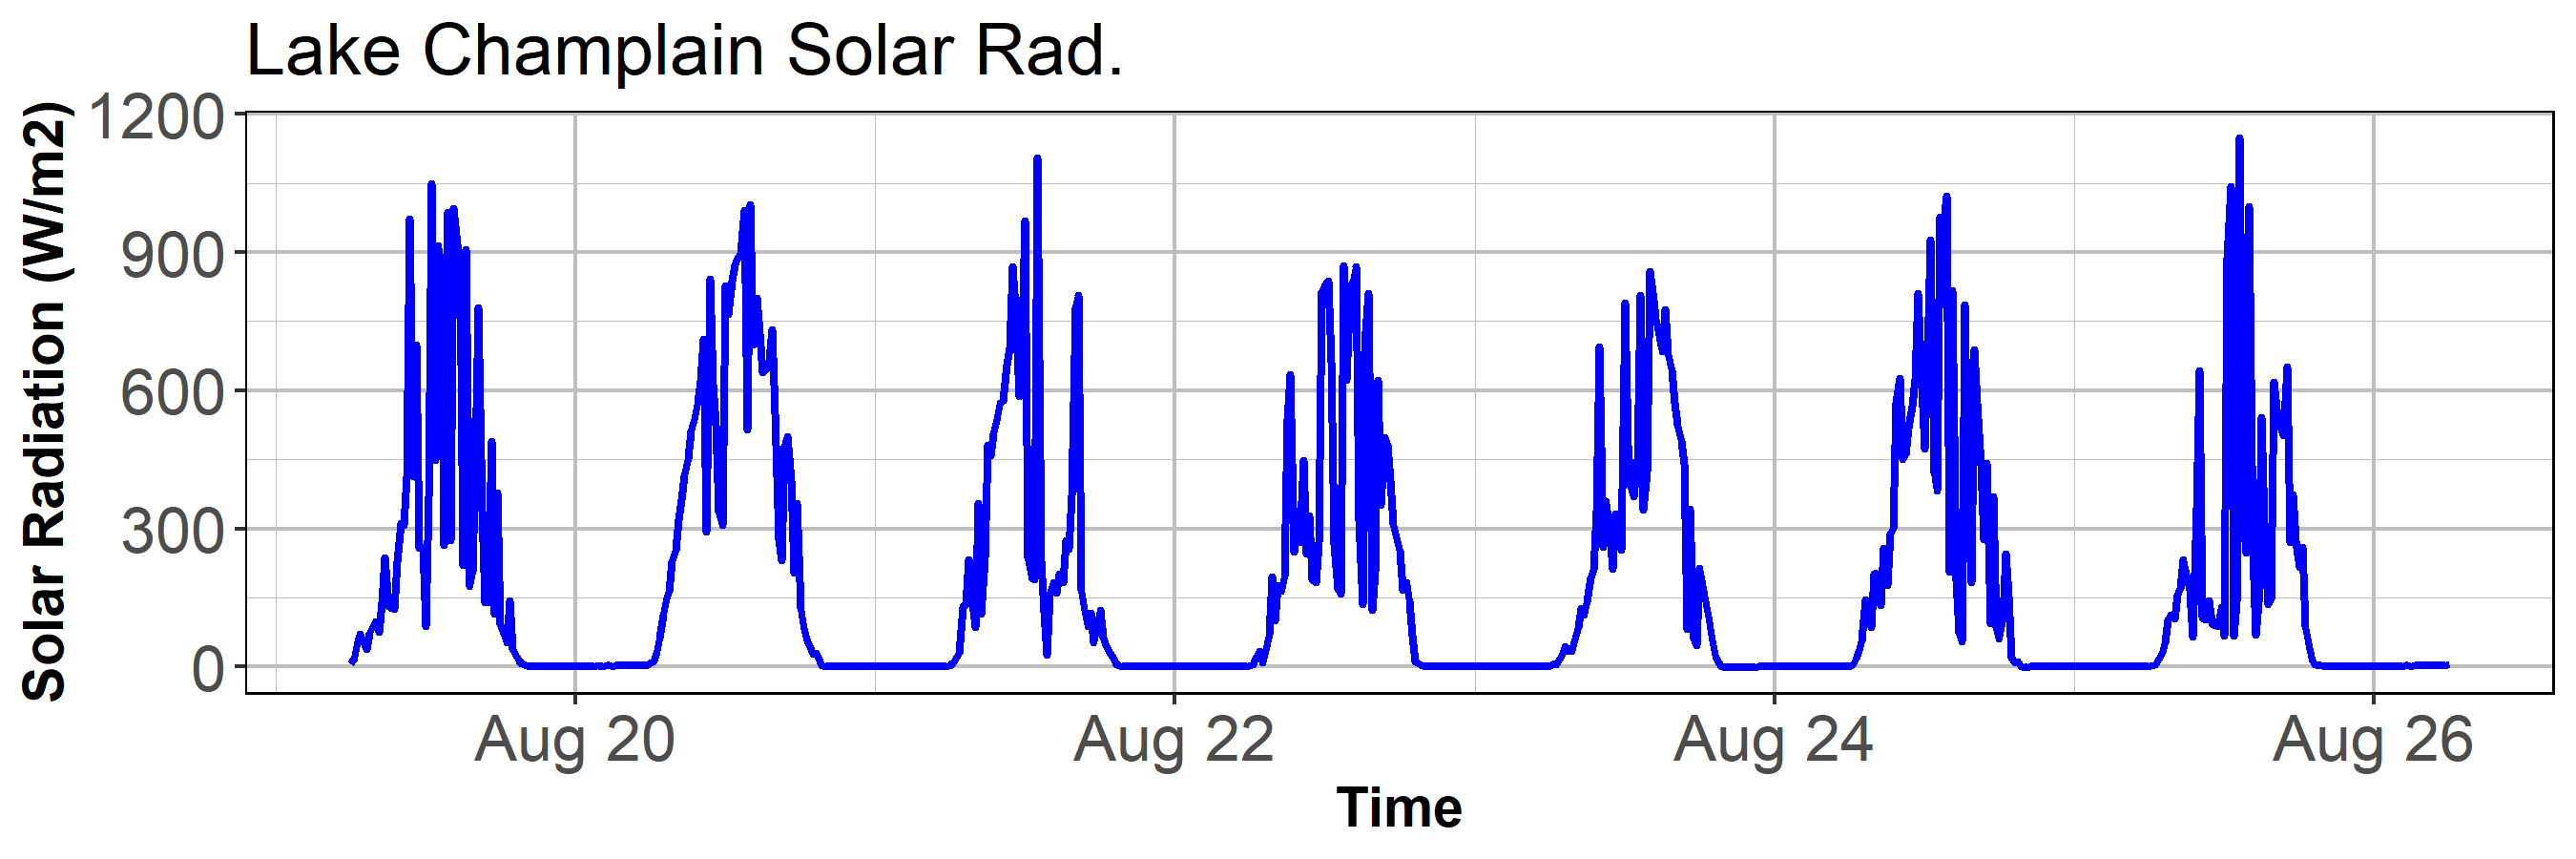 Lake Champlain Solar Rad.
Solar Radiation (W/m2)
1200
900
600
300
0
Aug 20
Aug 22
Aug 24
Aug 26
Time